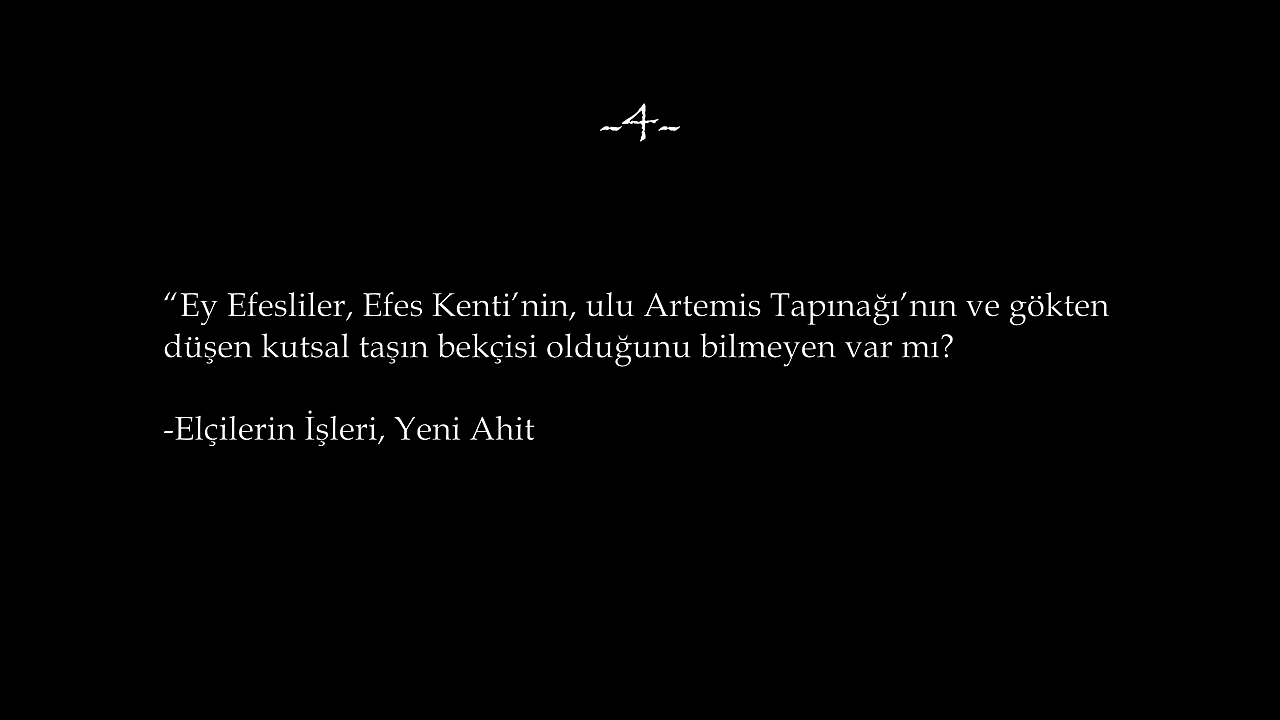 -4-
“Ey Efesliler, Efes Kenti’nin, ulu Artemis Tapınağı’nın ve gökten
düşen kutsal taşın bekçisi olduğunu bilmeyen var mı?
-Elçilerin İşleri, Yeni Ahit